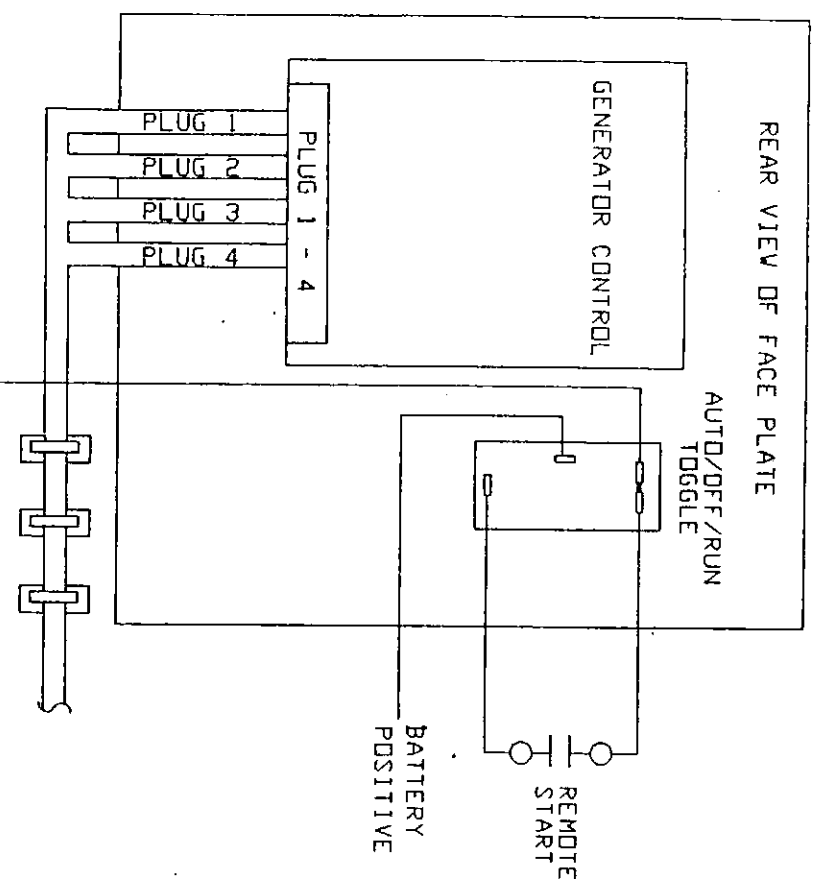 REAR VIEW OF FACE PLATE
GENERATOR CONTROL
PLUG 1 - 4
PLUG 1
PLUG 2
PLUG 3
PLUG 4
AUTO/OFF/RUN
TOGGLE
BATTERY
POSITIVE
REMOTE
START